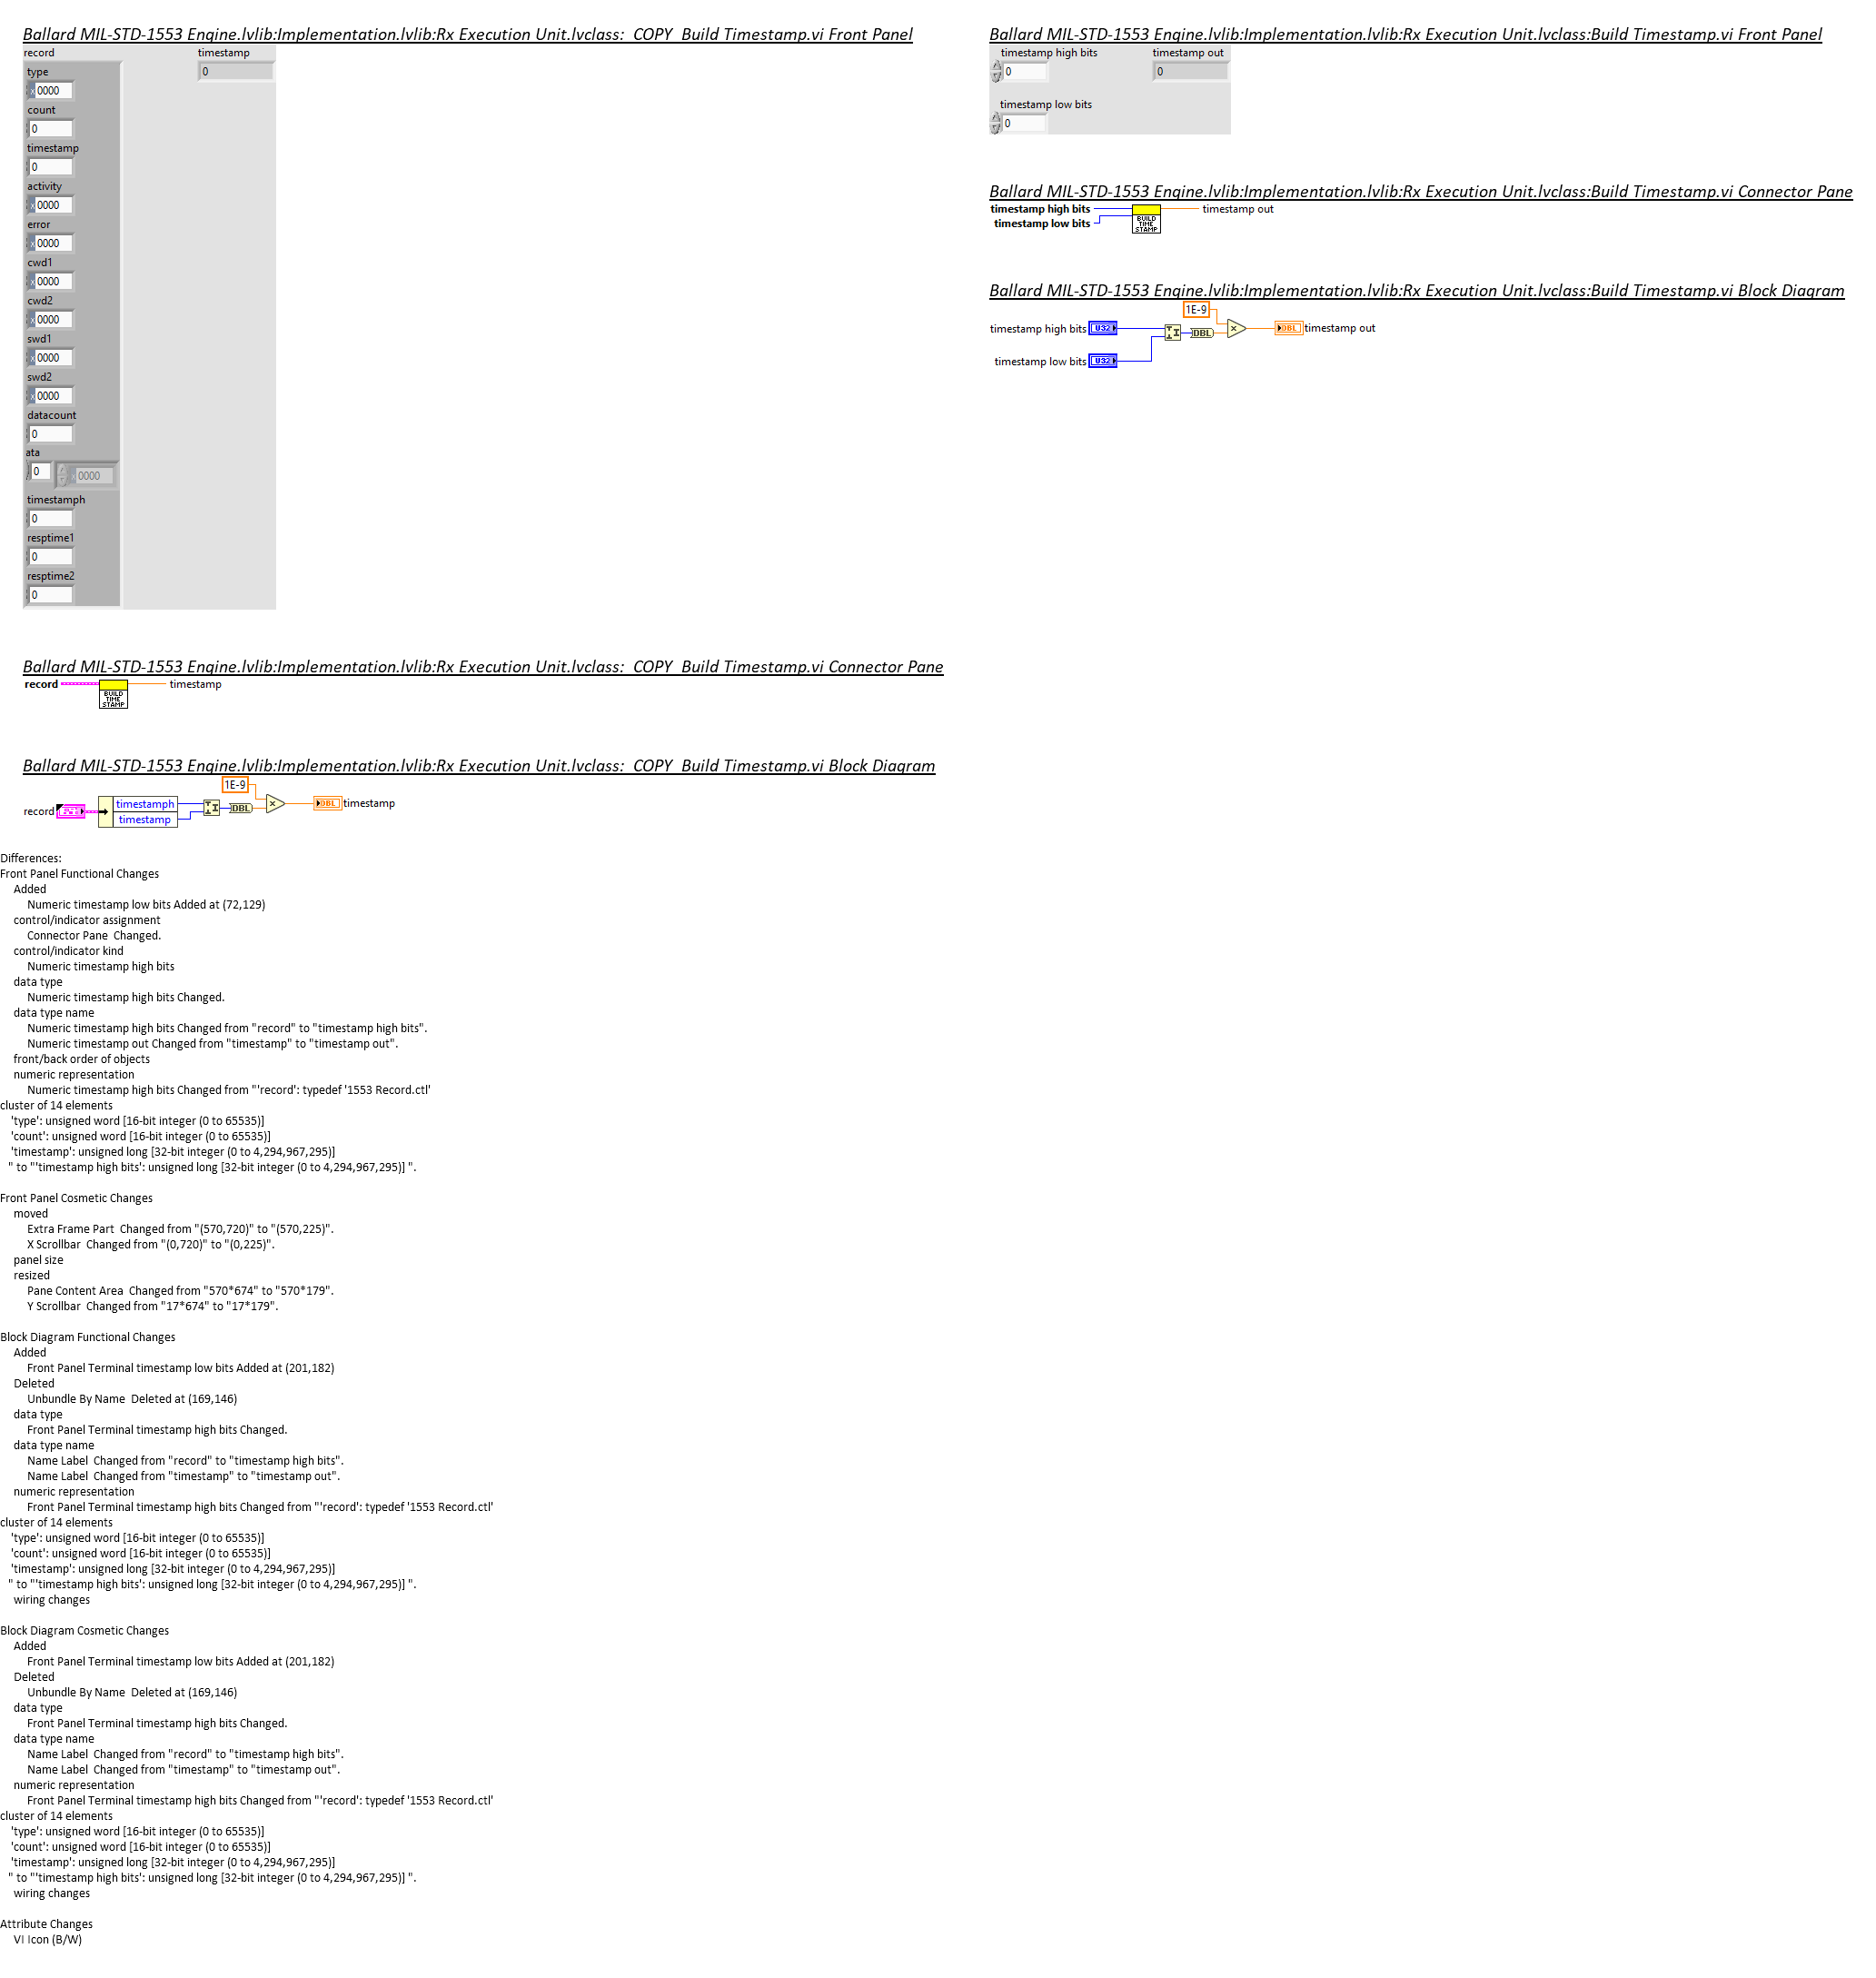 Ballard MIL-STD-1553 Engine.lvlib:Implementation.lvlib:Rx Execution Unit.lvclass:_COPY_Build Timestamp.vi Front Panel
record
timestamp
0
type
x 0000
count
0
timestamp
0
activity
x 0000
error
x 0000
cwd1
x 0000
cwd2
x 0000
swd1
x 0000
swd2
x 0000
datacount
0
ata
0
0000
timestamph
0
resptime1
0
resptime2
0
Ballard MIL-STD-1553 Engine.lvlib:Implementation.lvlib:Rx Execution Unit.lvclass:_COPY_Build Timestamp.vi Connector Pane
record
BUILD
TIME
STAMP
timestamp
Ballard MIL-STD-1553 Engine.lvlib:Implementation.lvlib:Rx Execution Unit.lvclass:_COPY_Build Timestamp.vi Block Diagram
1E-9
record
timestamph
timestamp
DBL
x
DBL
timestamp
Ballard MIL-STD-1553 Engine.lvlib:Implementation.lvlib:Rx Execution Unit.lvclass:Build Timestamp.vi Front Panel
timestamp high bits
0
timestamp out
0
timestamp low bits
0
Ballard MIL-STD-1553 Engine.lvlib:Implementation.lvlib:Rx Execution Unit.lvclass:Build Timestamp.vi Connector Pane
timestamp high bits
timestamp low bits
BUILD
TIME
STAMP
timestamp out
Ballard MIL-STD-1553 Engine.lvlib:Implementation.lvlib:Rx Execution Unit.lvclass:Build Timestamp.vi Block Diagram
1E-9
timestamp high bits
U32
DBL
x
DBL
timestamp out
timestamp low bits
U32
Differences:
Front Panel Functional Changes
Added
Numeric timestamp low bits Added at (72,129)
control/indicator assignment
Connector Pane  Changed.
control/indicator kind
Numeric timestamp high bits
data type
Numeric timestamp high bits Changed.
data type name
Numeric timestamp high bits Changed from "record" to "timestamp high bits".
Numeric timestamp out Changed from "timestamp" to "timestamp out".
front/back order of objects
numeric representation
Numeric timestamp high bits Changed from "'record': typedef '1553 Record.ctl'
cluster of 14 elements
'type': unsigned word [16-bit integer (0 to 65535)]
'count': unsigned word [16-bit integer (0 to 65535)]
'timestamp': unsigned long [32-bit integer (0 to 4,294,967,295)]
" to "'timestamp high bits': unsigned long [32-bit integer (0 to 4,294,967,295)] ".
Front Panel Cosmetic Changes
moved
Extra Frame Part  Changed from "(570,720)" to "(570,225)".
X Scrollbar  Changed from "(0,720)" to "(0,225)".
panel size
resized
Pane Content Area  Changed from "570*674" to "570*179".
Y Scrollbar  Changed from "17*674" to "17*179".
Block Diagram Functional Changes
Added
Front Panel Terminal timestamp low bits Added at (201,182)
Deleted
Unbundle By Name  Deleted at (169,146)
data type
Front Panel Terminal timestamp high bits Changed.
data type name
Name Label  Changed from "record" to "timestamp high bits".
Name Label  Changed from "timestamp" to "timestamp out".
numeric representation
Front Panel Terminal timestamp high bits Changed from "'record': typedef '1553 Record.ctl'
cluster of 14 elements
'type': unsigned word [16-bit integer (0 to 65535)]
'count': unsigned word [16-bit integer (0 to 65535)]
'timestamp': unsigned long [32-bit integer (0 to 4,294,967,295)]
" to "'timestamp high bits': unsigned long [32-bit integer (0 to 4,294,967,295)] ".
wiring changes
Block Diagram Cosmetic Changes
Added
Front Panel Terminal timestamp low bits Added at (201,182)
Deleted
Unbundle By Name  Deleted at (169,146)
data type
Front Panel Terminal timestamp high bits Changed.
data type name
Name Label  Changed from "record" to "timestamp high bits".
Name Label  Changed from "timestamp" to "timestamp out".
numeric representation
Front Panel Terminal timestamp high bits Changed from "'record': typedef '1553 Record.ctl'
cluster of 14 elements
'type': unsigned word [16-bit integer (0 to 65535)]
'count': unsigned word [16-bit integer (0 to 65535)]
'timestamp': unsigned long [32-bit integer (0 to 4,294,967,295)]
" to "'timestamp high bits': unsigned long [32-bit integer (0 to 4,294,967,295)] ".
wiring changes
Attribute Changes
VI Icon (B/W)